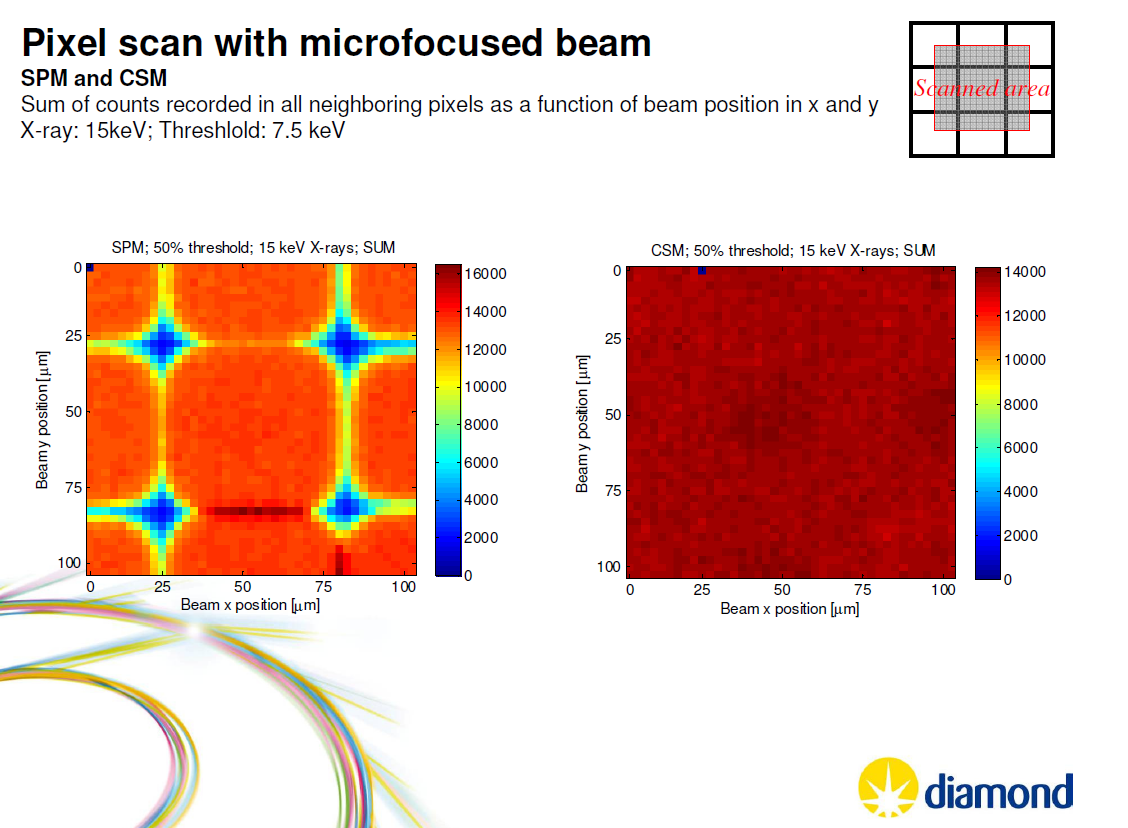 Pixel scan with microfocused beam
SPM and CSM
Sum of counts recorded in all neighboring pixels as a function of beam position in x and y
X-ray: 15keV; Threshlold: 7.5 keV
Scanned area
SPM; 50% threshold; 15 keV X-rays; SUM
0
25
50
75
100
Beam y position [μm]
0 25 50 75 100
Beam x position [μm]
16000
14000
12000
10000
8000
6000
4000
2000
0
CSM; 50% threshold; 15 keV X-rays; SUM
0
25
50
75
100
Beam y position [μm]
0 25 50 75 100
Beam x position [μm]
14000
12000
10000
8000
6000
4000
2000
0
diamond